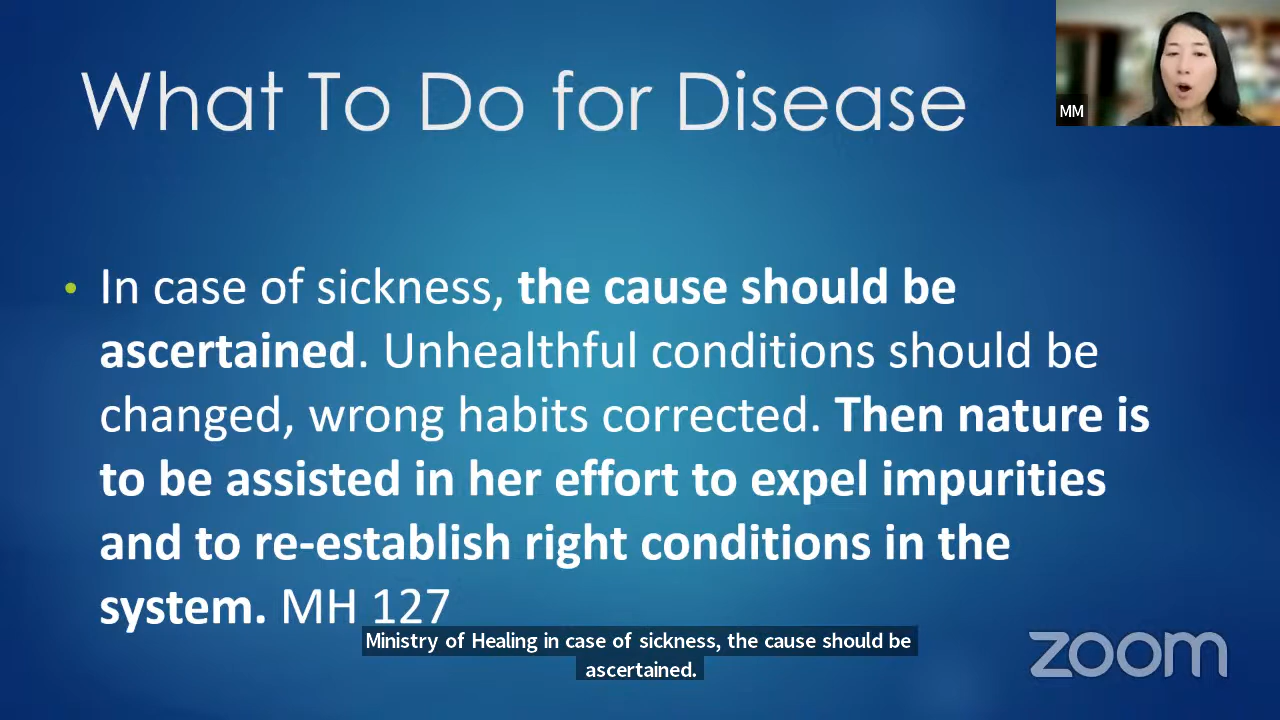 What To Do for Disease
MM
• In case of sickness, the cause should be
ascertained. Unhealthful conditions should be
changed, wrong habits corrected. Then nature is
to be assisted in her effort to expel impurities
and to re-establish right conditions in the
system. MH 127
Ministry of Healing in case of sickness, the cause should be
ascertained.
zoom